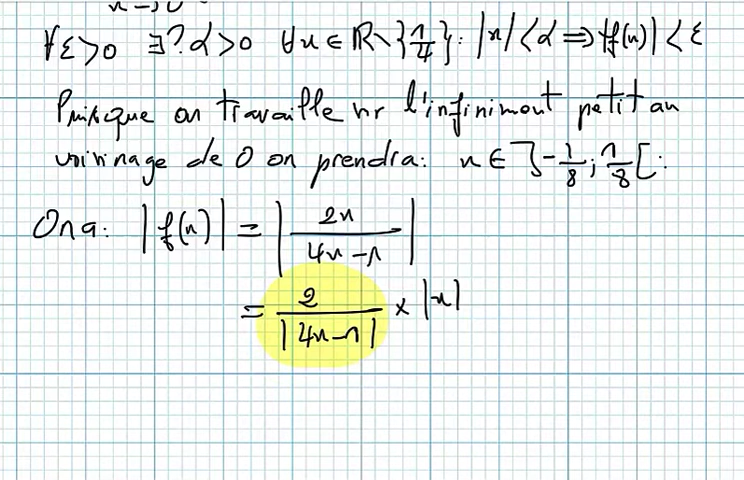 x→0
∀ε>0 ∃?α>0 ∀x∈ℝ\{1/4}: |x|<α ⇒ |f(x)|<ε
Puisque on travaille sur l'infiniment petit au
voisinage de 0 on prendra: x ∈ ]-1/8; 1/8[:
On a: |f(x)| = |2x/(4x-1)|
= 2/|4x-1| × |x|